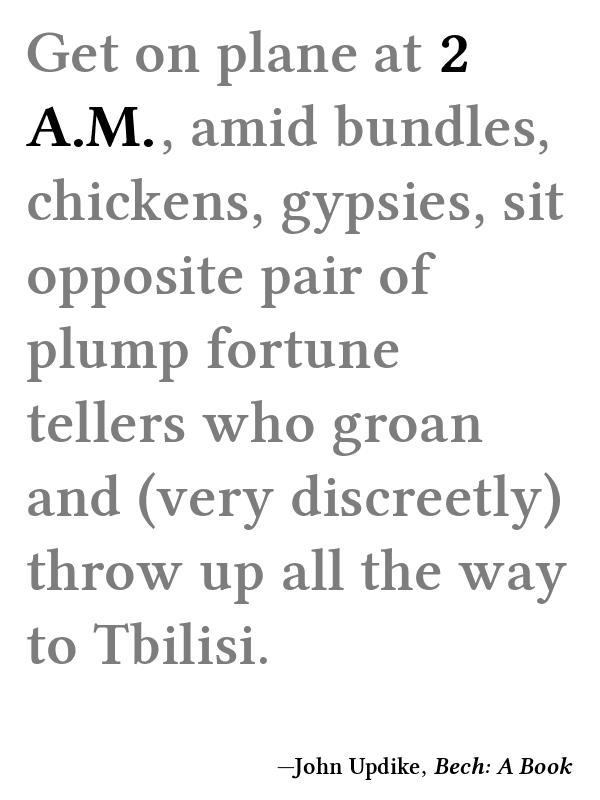 Get on plane at 2
A.M., amid bundles,
chickens, gypsies, sit
opposite pair of
plump fortune
tellers who groan
and (very discreetly)
throw up all the way
to Tbilisi.
—John Updike, Bech: A Book